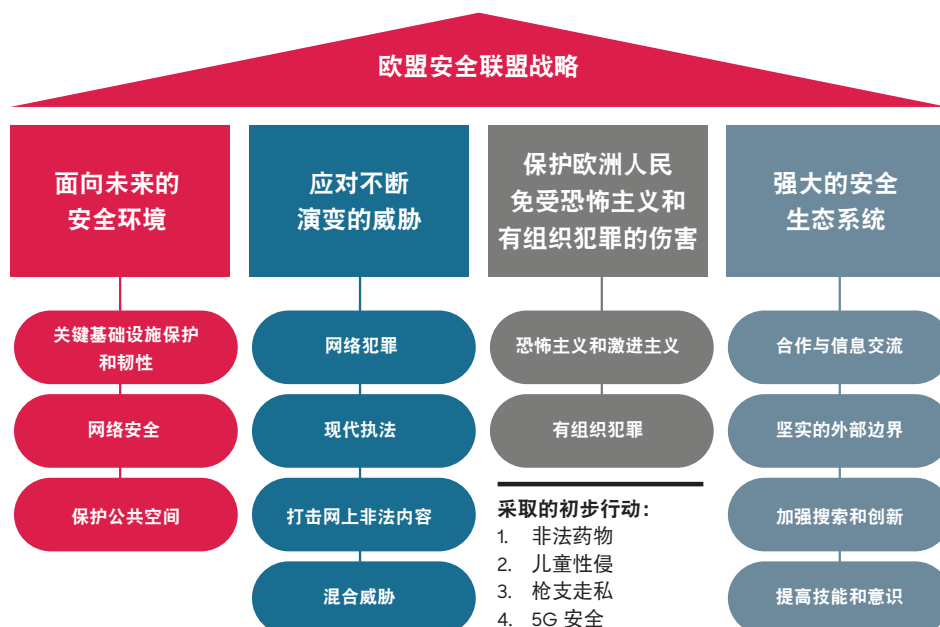 欧盟安全联盟战略
面向未来的
安全环境
关键基础设施保护
和韧性
网络安全
保护公共空间
应对不断
演变的威胁
网络犯罪
现代执法
打击网上非法内容
混合威胁
保护欧洲人民
免受恐怖主义和
有组织犯罪的伤害
恐怖主义和激进主义
有组织犯罪
采取的初步行动：
1. 非法药物
2. 儿童性侵
3. 枪支走私
4. 5G 安全
强大的安全
生态系统
合作与信息交流
坚实的外部边界
加强搜索和创新
提高技能和意识